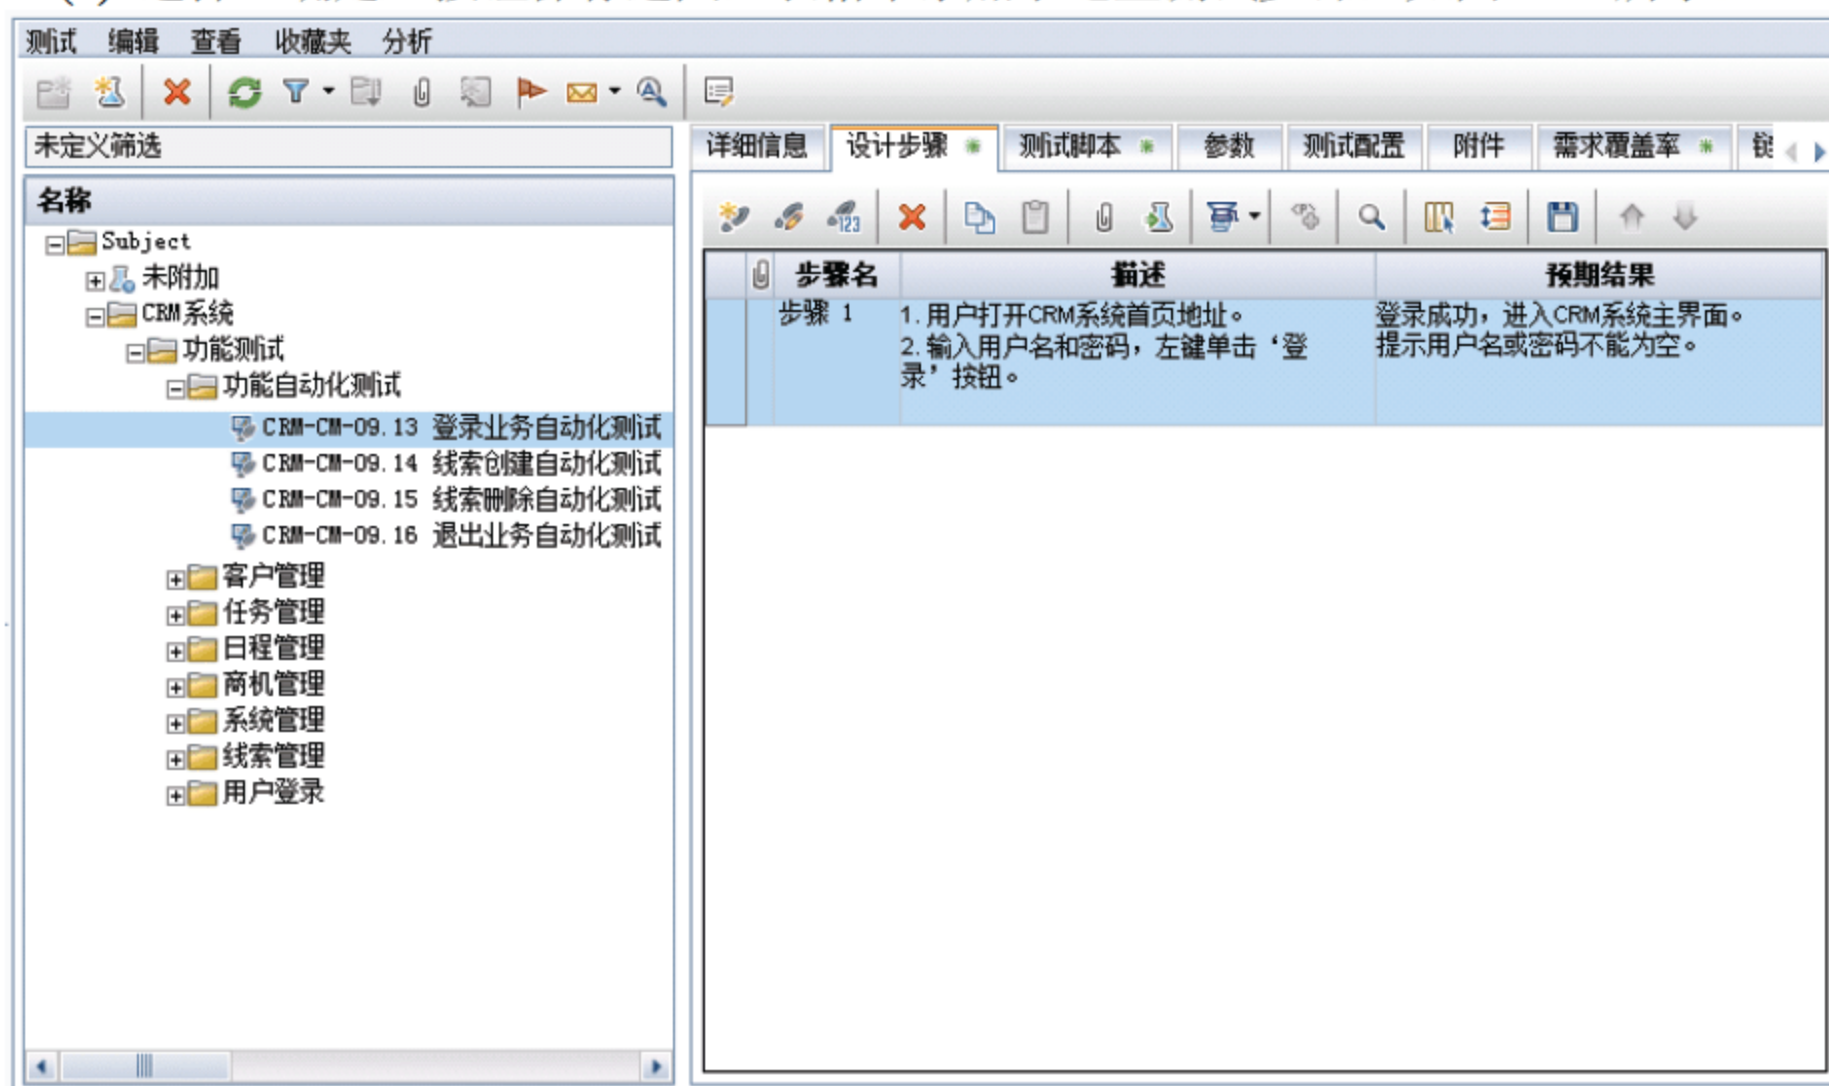 测试 编辑 查看 收藏夹 分析
未定义筛选
名称
Subject
未附加
CRM系统
功能测试
功能自动化测试
CRM-CM-09.13 登录业务自动化测试
CRM-CM-09.14 线索创建自动化测试
CRM-CM-09.15 线索删除自动化测试
CRM-CM-09.16 退出业务自动化测试
客户管理
任务管理
日程管理
商机管理
系统管理
线索管理
用户登录
详细信息 设计步骤 测试脚本 参数 测试配置 附件 需求覆盖率
123
步骤名 描述 预期结果
步骤 1
1.用户打开CRM系统首页地址。
2.输入用户名和密码，左键单击‘登
录’按钮。
登录成功，进入CRM系统主界面。
提示用户名或密码不能为空。